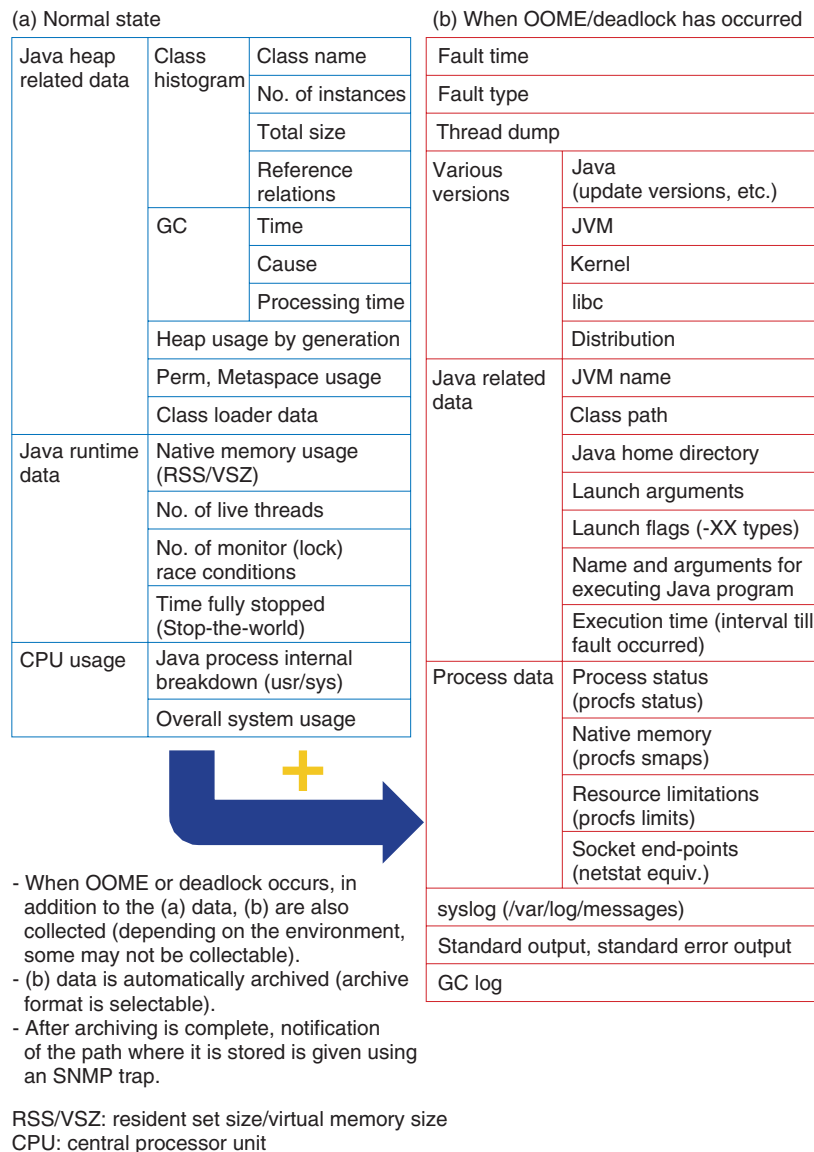 (a) Normal state
Java heap
related data
Class
histogram
Class name
No. of instances
Total size
Reference
relations
GC
Time
Cause
Processing time
Heap usage by generation
Perm, Metaspace usage
Class loader data
Java runtime
data
Native memory usage
(RSS/VSZ)
No. of live threads
No. of monitor (lock)
race conditions
Time fully stopped
(Stop-the-world)
CPU usage
Java process internal
breakdown (usr/sys)
Overall system usage
+
- When OOME or deadlock occurs, in
addition to the (a) data, (b) are also
collected (depending on the environment,
some may not be collectable).
- (b) data is automatically archived (archive
format is selectable).
- After archiving is complete, notification
of the path where it is stored is given using
an SNMP trap.
(b) When OOME/deadlock has occurred
Fault time
Fault type
Thread dump
Various
versions
Java
(update versions, etc.)
JVM
Kernel
libc
Distribution
Java related
data
JVM name
Class path
Java home directory
Launch arguments
Launch flags (-XX types)
Name and arguments for
executing Java program
Execution time (interval till
fault occurred)
Process data
Process status
(procfs status)
Native memory
(procfs smaps)
Resource limitations
(procfs limits)
Socket end-points
(netstat equiv.)
syslog (/var/log/messages)
Standard output, standard error output
GC log
RSS/VSZ: resident set size/virtual memory size
CPU: central processor unit